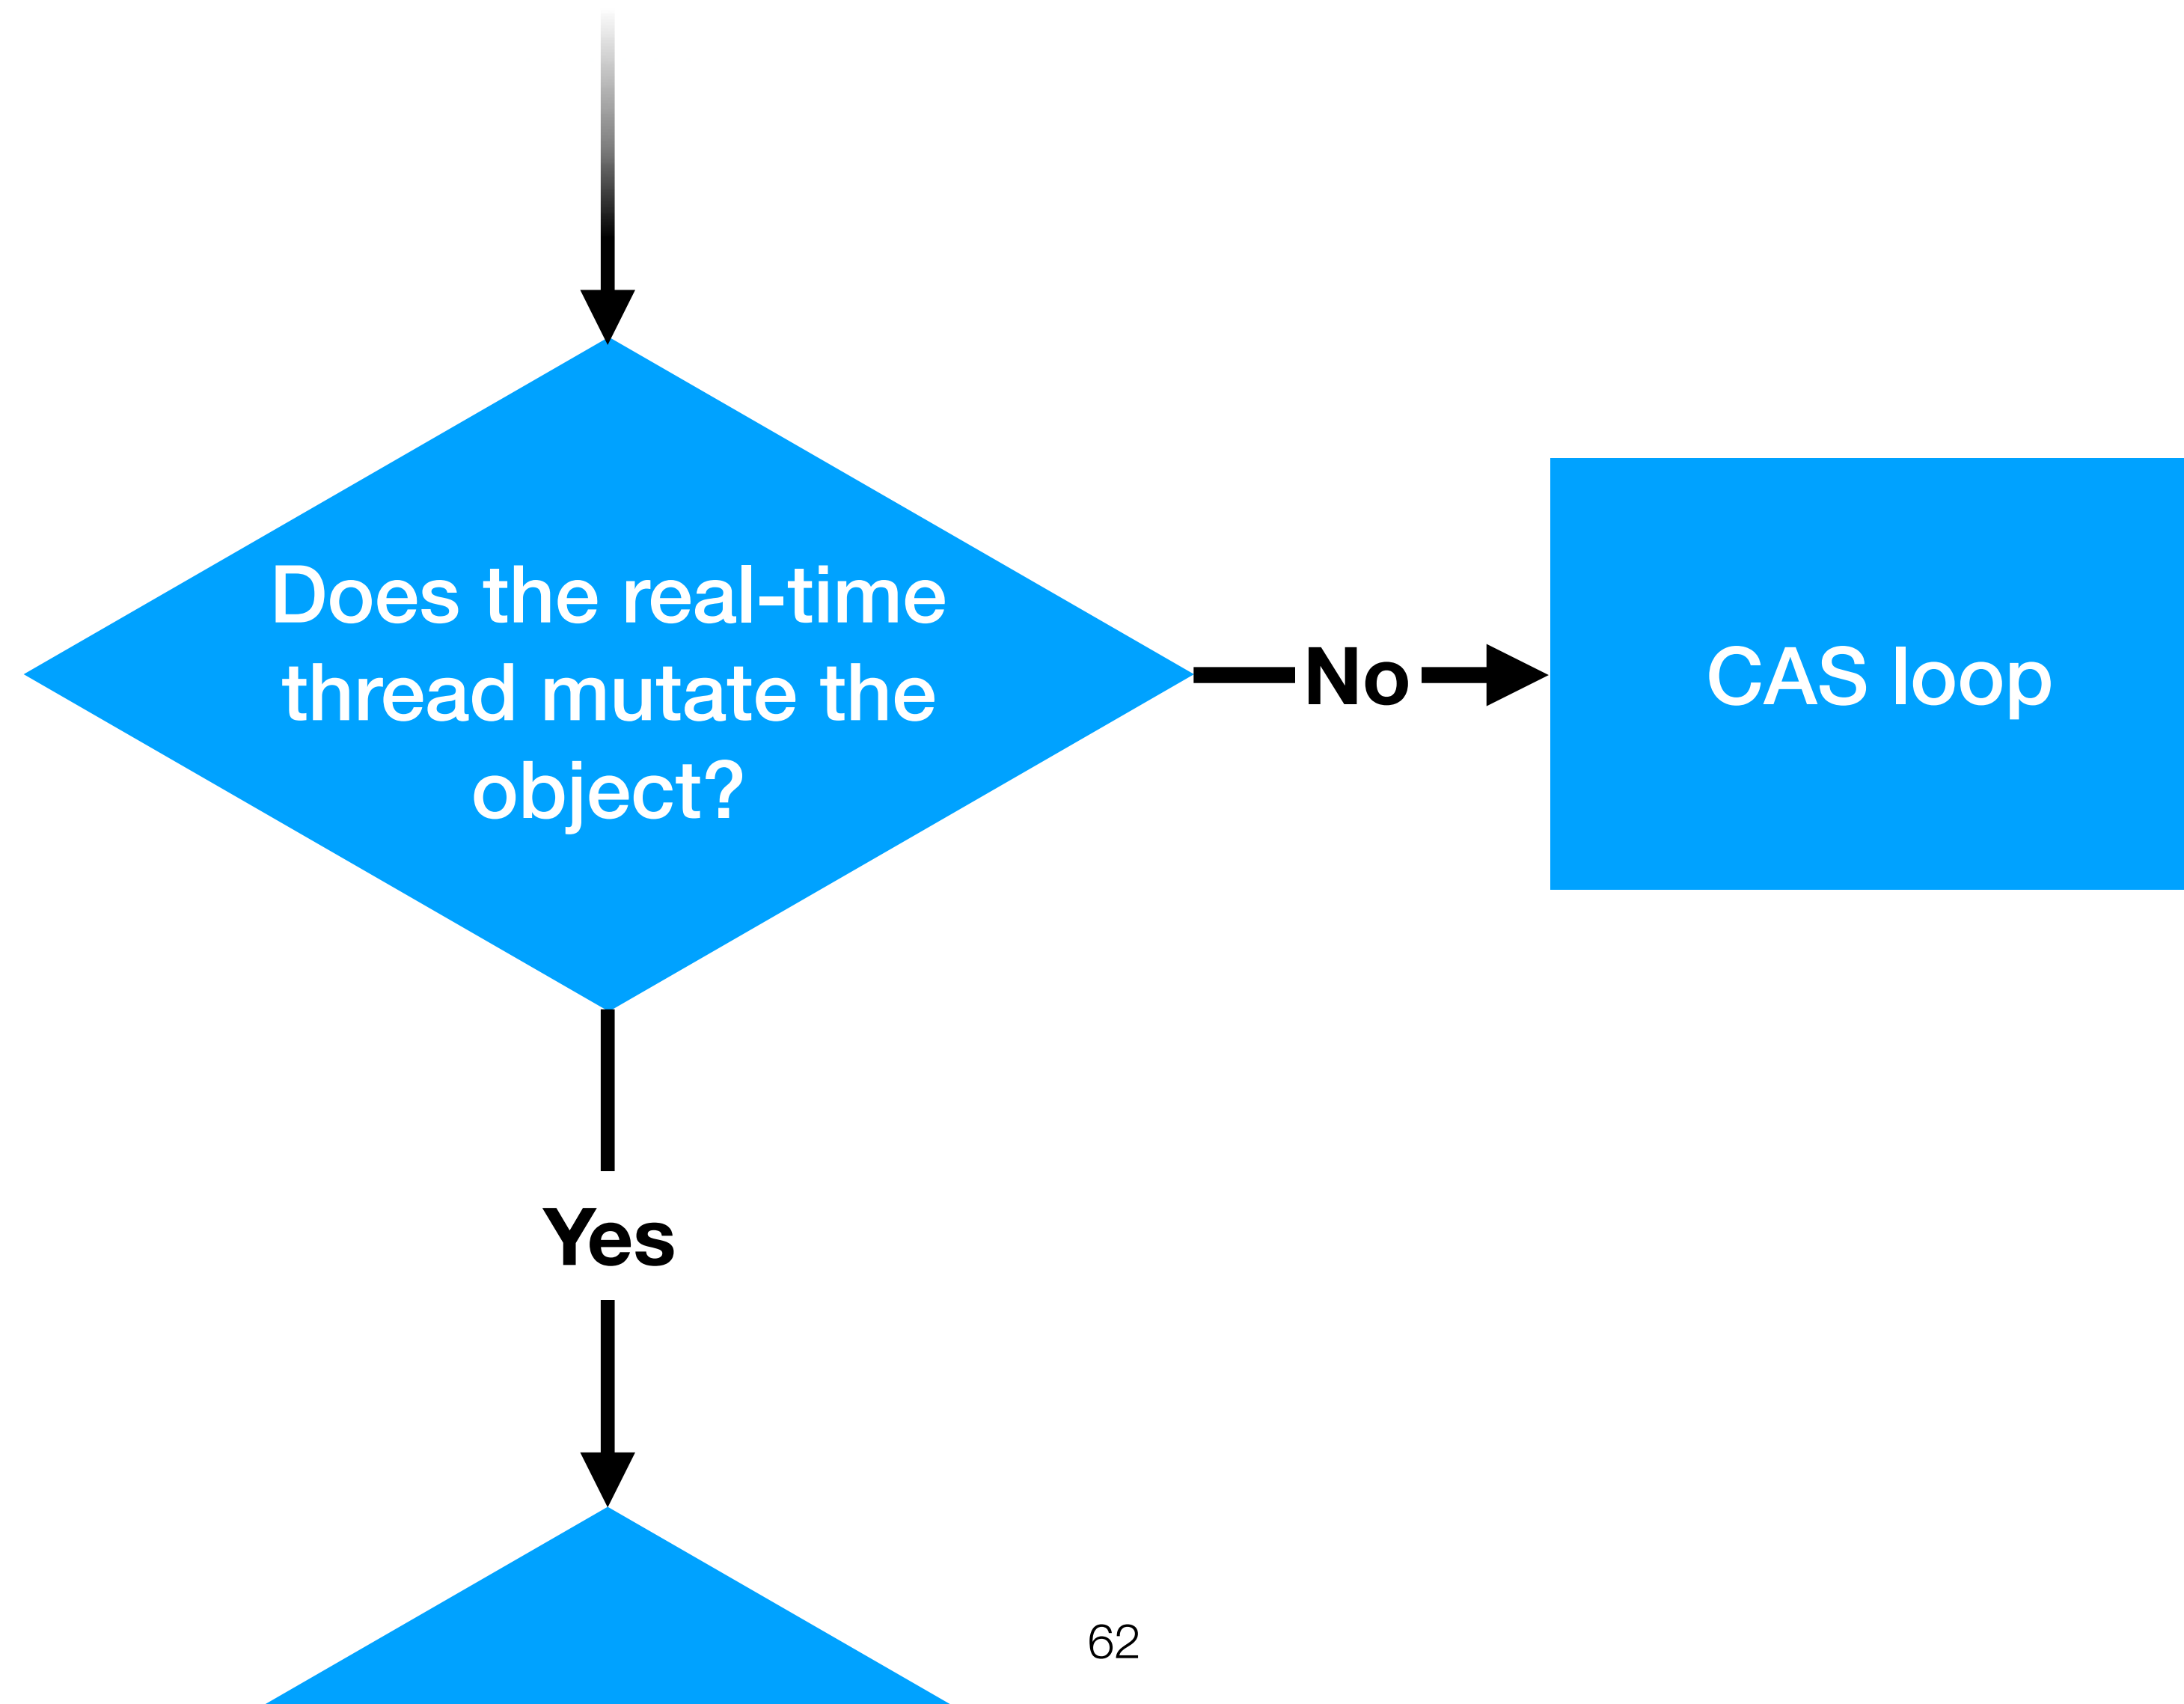 Does the real-time
thread mutate the
object?
No
CAS loop
Yes
62